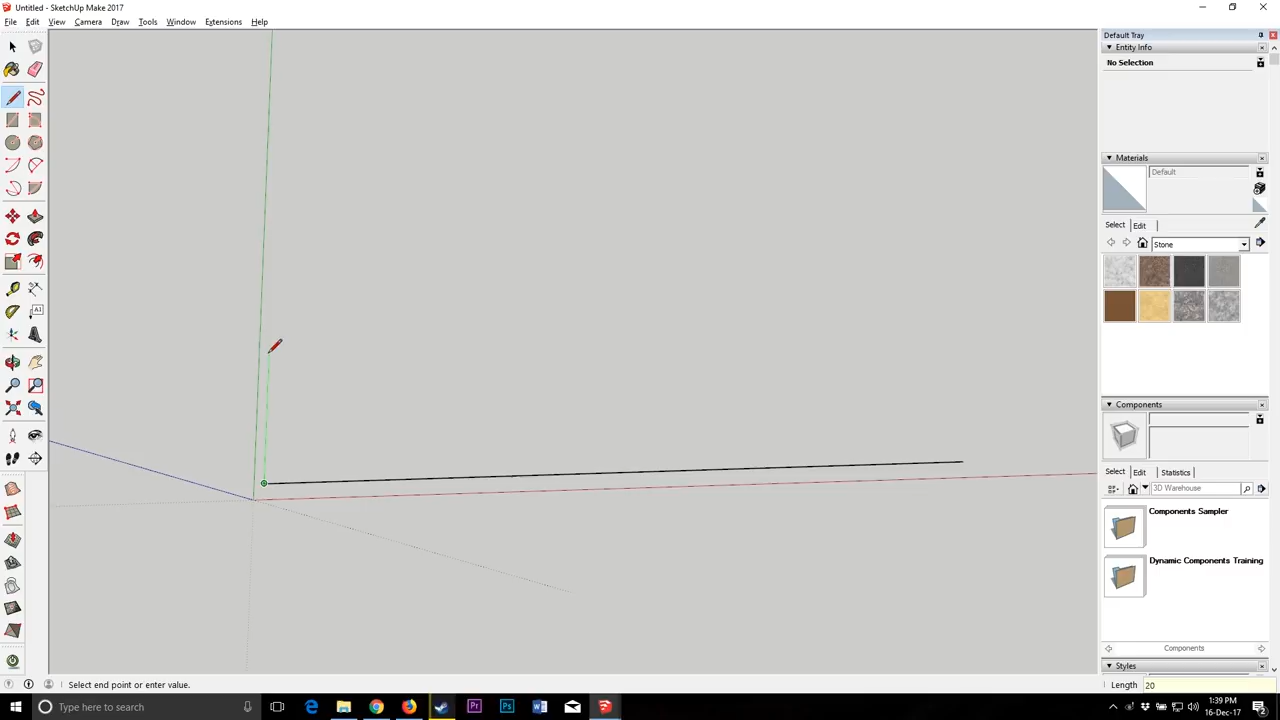 Untitled - SketchUp Make 2017
File Edit View Camera Draw Tools Window Extensions Help
Default Tray
Entity Info
No Selection
Materials
Default
Select Edit
Stone
Components
Select Edit Statistics
3D Warehouse
Components Sampler
Dynamic Components Training
Components
Styles
Select end point or enter value.
Length 20
Type here to search
1:39 PM
16-Dec-17